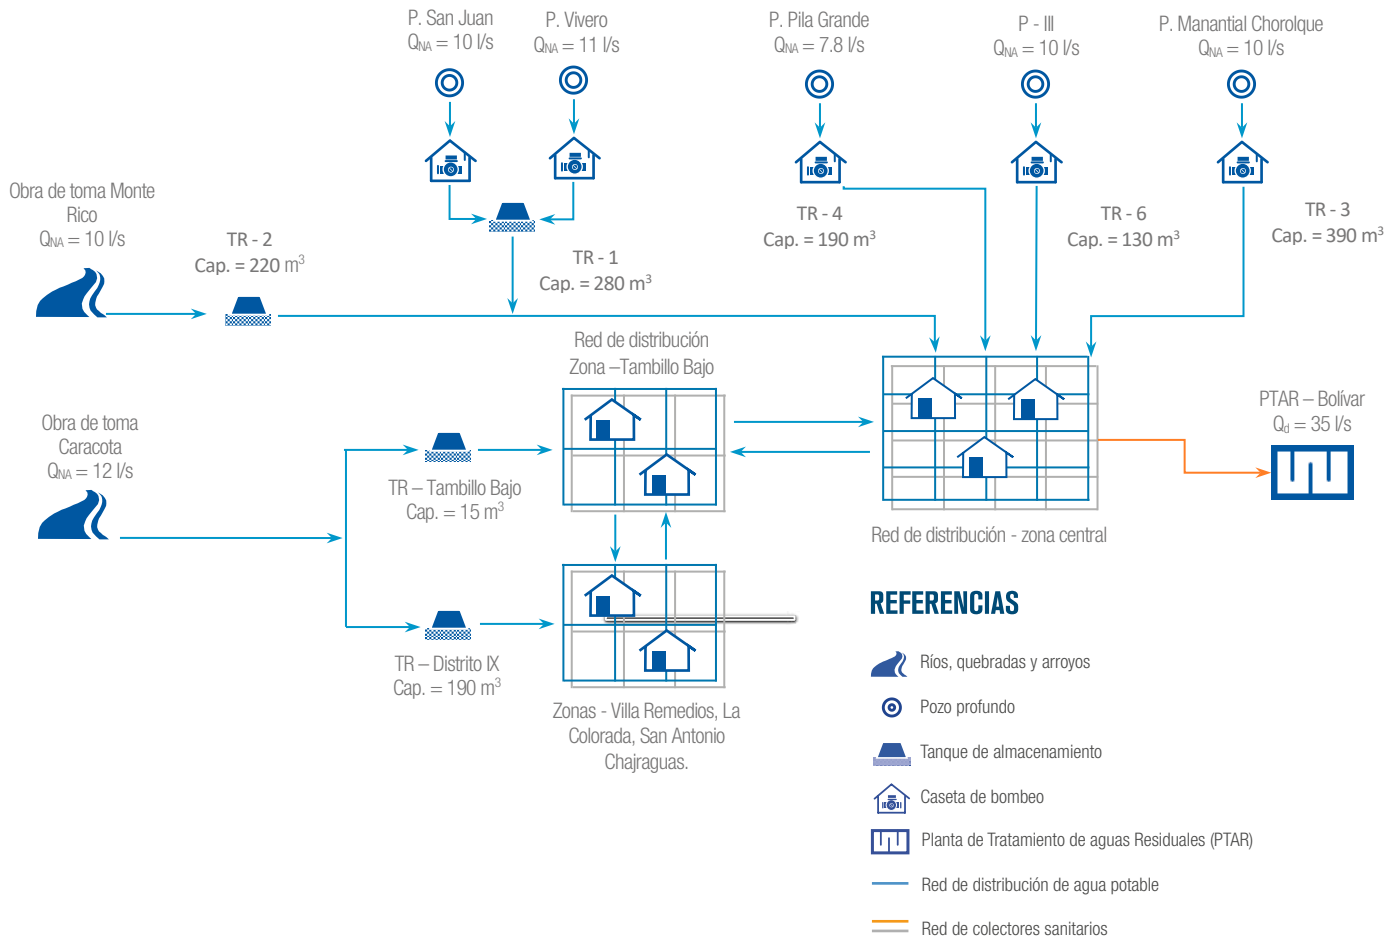 P. San Juan
QNA = 10 l/s
P. Vivero
QNA = 11 l/s
P. Pila Grande
QNA = 7.8 l/s
P - III
QNA = 10 l/s
P. Manantial Chorolque
QNA = 10 l/s
Obra de toma Monte
Rico
QNA = 10 l/s
TR - 2
Cap. = 220 m³
TR - 1
Cap. = 280 m³
TR - 4
Cap. = 190 m³
TR - 6
Cap. = 130 m³
TR - 3
Cap. = 390 m³
Red de distribución
Zona –Tambillo Bajo
Obra de toma
Caracota
QNA = 12 l/s
TR – Tambillo Bajo
Cap. = 15 m³
PTAR – Bolívar
Qd = 35 l/s
Red de distribución - zona central
TR – Distrito IX
Cap. = 190 m³
Zonas - Villa Remedios, La
Colorada, San Antonio
Chajraguas.
REFERENCIAS
Ríos, quebradas y arroyos
Pozo profundo
Tanque de almacenamiento
Caseta de bombeo
Planta de Tratamiento de aguas Residuales (PTAR)
Red de distribución de agua potable
Red de colectores sanitarios